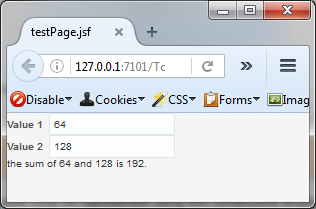 testPage.jsf
127.0.0.1:7101/Tc
Disable Cookies CSS Forms Imag
Value 1 64
Value 2 128
the sum of 64 and 128 is 192.